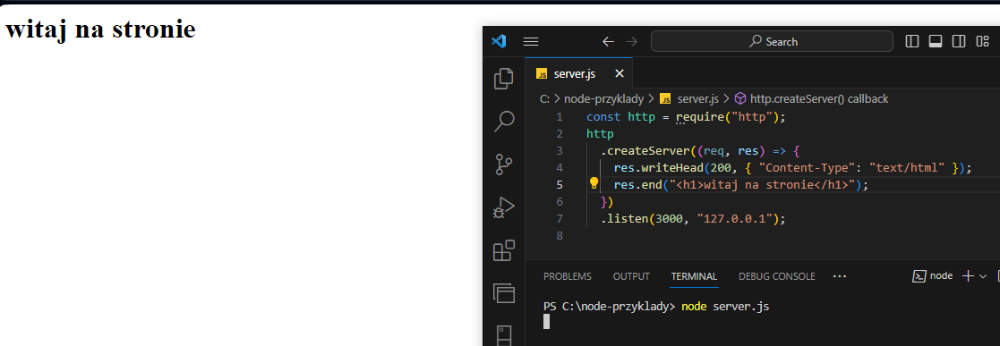 witaj na stronie
Search
JS server.js
C: > node-przyklady > JS server.js > http.createServer() callback
1 const http = require("http");
2 http
3 .createServer((req, res) => {
4 res.writeHead(200, { "Content-Type": "text/html" });
5 res.end("<h1>witaj na stronie</h1>");
6 })
7 .listen(3000, "127.0.0.1");
8
PROBLEMS OUTPUT TERMINAL DEBUG CONSOLE ··· node
PS C:\node-przyklady> node server.js